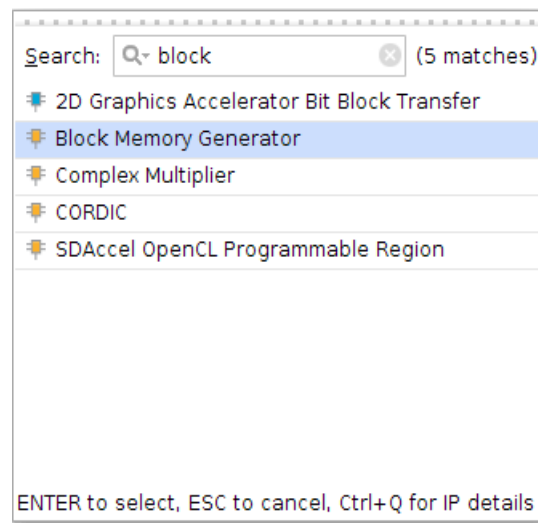 Search: block (5 matches)
2D Graphics Accelerator Bit Block Transfer
Block Memory Generator
Complex Multiplier
CORDIC
SDAccel OpenCL Programmable Region
ENTER to select, ESC to cancel, Ctrl+Q for IP details